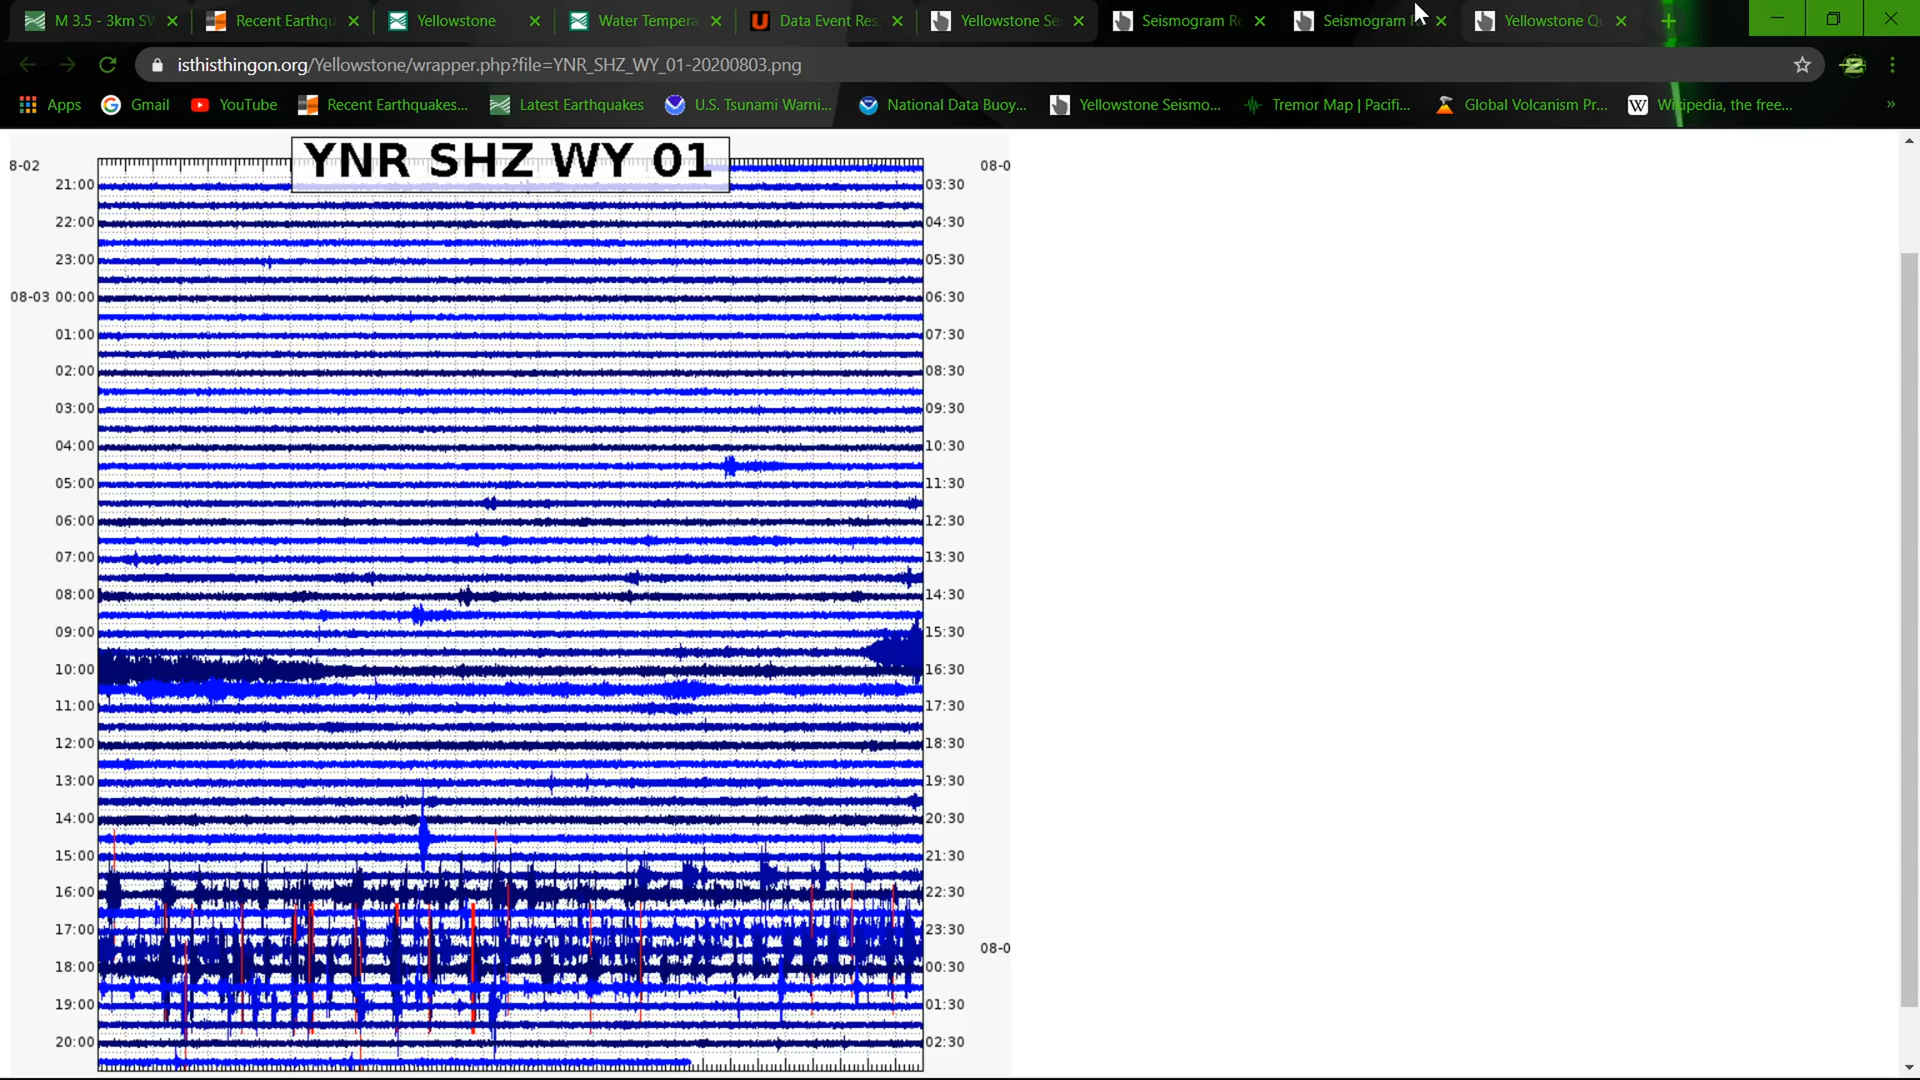 M 3.5 - 3km SW
Recent Earthqu
Yellowstone
Water Tempera
Data Event Res
Yellowstone Se
Seismogram Re
Seismogram
Yellowstone Qu
isthisthingon.org/Yellowstone/wrapper.php?file=YNR_SHZ_WY_01-20200803.png
Apps
Gmail
YouTube
Recent Earthquakes...
Latest Earthquakes
U.S. Tsunami Warni...
National Data Buoy...
Yellowstone Seismo...
Tremor Map | Pacifi...
Global Volcanism Pr...
Wikipedia, the free...
»
YNR SHZ WY 01
8-02 08-0
21:00 03:30
22:00 04:30
23:00 05:30
08-03 00:00 06:30
01:00 07:30
02:00 08:30
03:00 09:30
04:00 10:30
05:00 11:30
06:00 12:30
07:00 13:30
08:00 14:30
09:00 15:30
10:00 16:30
11:00 17:30
12:00 18:30
13:00 19:30
14:00 20:30
15:00 21:30
16:00 22:30
17:00 23:30
08-0
18:00 00:30
19:00 01:30
20:00 02:30